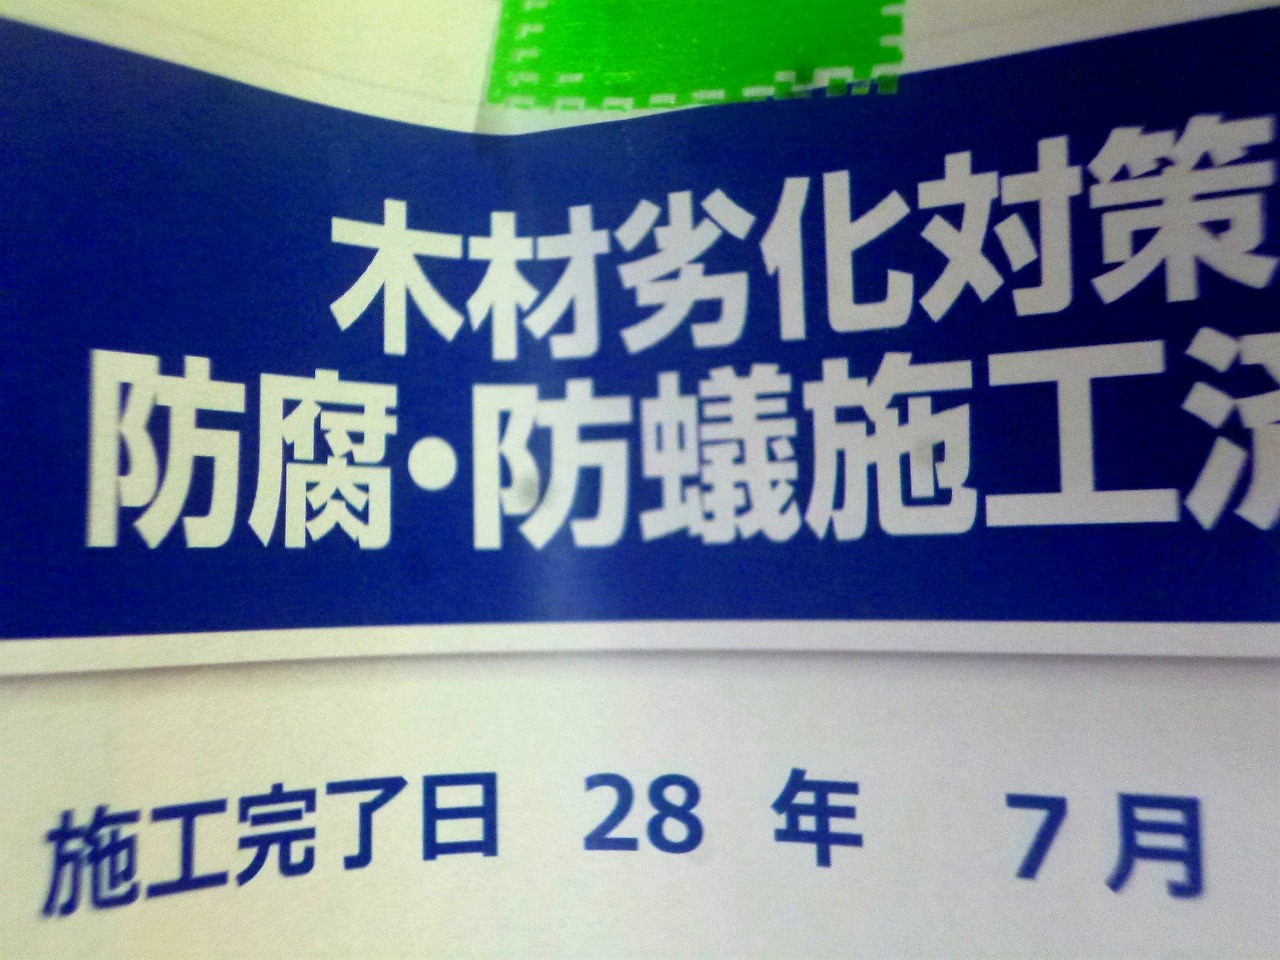 木材劣化対策
防腐・防蟻施工済
施工完了日 28 年 7 月